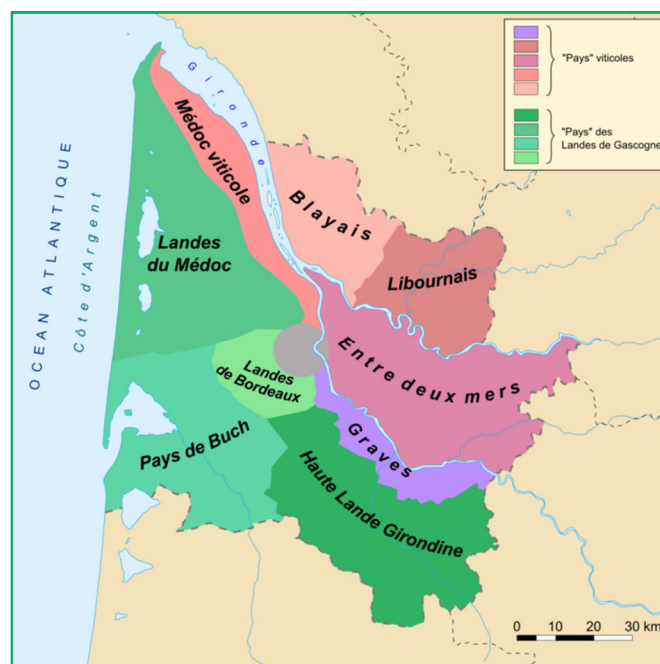 Gironde
"Pays" viticoles
"Pays" des
Landes de Gascogne
OCEAN ATLANTIQUE
Côte d'Argent
Médoc viticole
Blayais
Landes
du Médoc
Libournais
Entre deux mers
Landes
de Bordeaux
Graves
Pays de Buch
Haute Lande Girondine
0 10 20 30 km